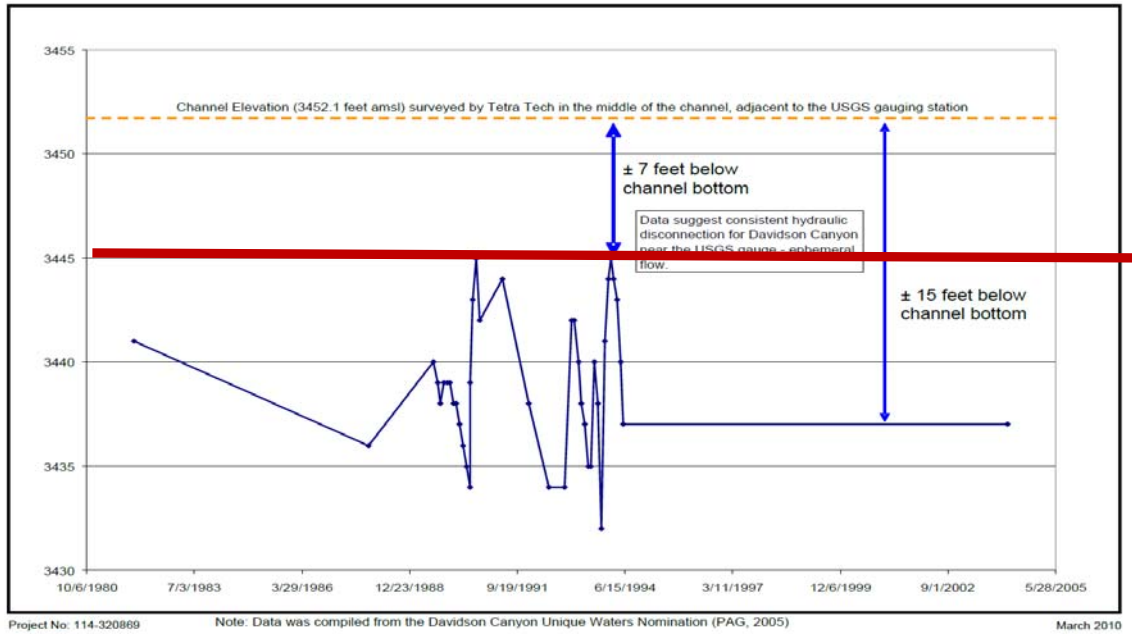 3455
Channel Elevation (3452.1 feet amsl) surveyed by Tetra Tech in the middle of the channel, adjacent to the USGS gauging station
3450
± 7 feet below
channel bottom
Data suggest consistent hydraulic
disconnection for Davidson Canyon
near the USGS gauge - ephemeral
flow.
3445
± 15 feet below
channel bottom
3440
3435
3430
10/6/1980 7/3/1983 3/29/1986 12/23/1988 9/19/1991 6/15/1994 3/11/1997 12/6/1999 9/1/2002 5/28/2005
Project No: 114-320869 Note: Data was compiled from the Davidson Canyon Unique Waters Nomination (PAG, 2005) March 2010